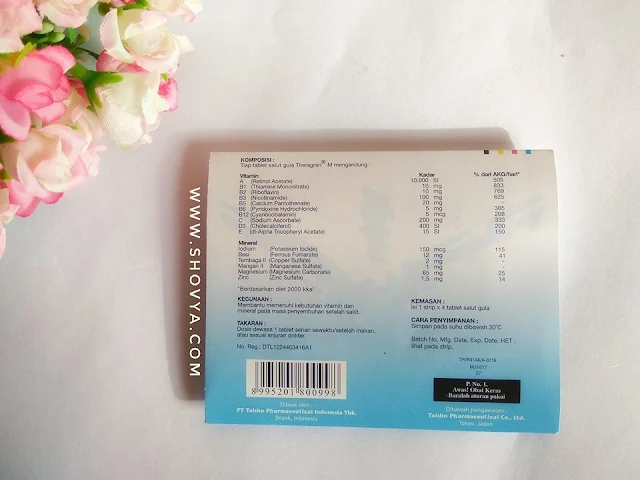 KOMPOSISI :
Tiap tablet salut gula Theragran®-M mengandung :
Vitamin Kadar % dari AKG/hari*
A (Retinol Acetate) 10.000 SI 505
B1 (Thiamine Mononitrate) 10 mg 833
B2 (Riboflavin) 10 mg 769
B3 (Nicotinamide) 100 mg 625
B5 (Calcium Pantothenate) 20 mg
B6 (Pyridoxine Hydrochloride) 5 mg 385
B12 (Cyanocobalamin) 5 mcg 208
C (Sodium Ascorbate) 200 mg 333
D3 (Cholecalciferol) 400 SI 200
E (dl-Alpha Tocopheryl Acetate) 15 SI 150
Mineral
Iodium (Potassium Iodide) 150 mcg 115
Besi (Ferrous Fumarate) 12 mg 41
Tembaga II (Copper Sulfate) 2 mg -
Mangan II (Manganese Sulfate) 1 mg -
Magnesium (Magnesium Carbonate) 65 mg 25
Zinc (Zinc Sulfate) 1,5 mg 14
*Berdasarkan diet 2000 kkal
KEGUNAAN :
Membantu memenuhi kebutuhan vitamin dan
mineral pada masa penyembuhan setelah sakit.
TAKARAN :
Dosis dewasa 1 tablet sehari sewaktu/setelah makan,
atau sesuai anjuran dokter.
No. Reg.: DTL1224403416A1
8995201800998
Dibuat oleh :
PT Taisho Pharmaceutical Indonesia Tbk.
Depok, Indonesia
KEMASAN :
Isi 1 strip x 4 tablet salut gula
CARA PENYIMPANAN :
Simpan pada suhu dibawah 30°C
Batch No, Mfg. Date, Exp. Date, HET :
lihat pada strip.
MJ1017
07
P. No. 1.
Awas! Obat Keras
Bacalah aturan pakai
Dibawah pengawasan :
Taisho Pharmaceutical Co., Ltd.
Tokyo, Japan
WWW.SHOVYA.COM